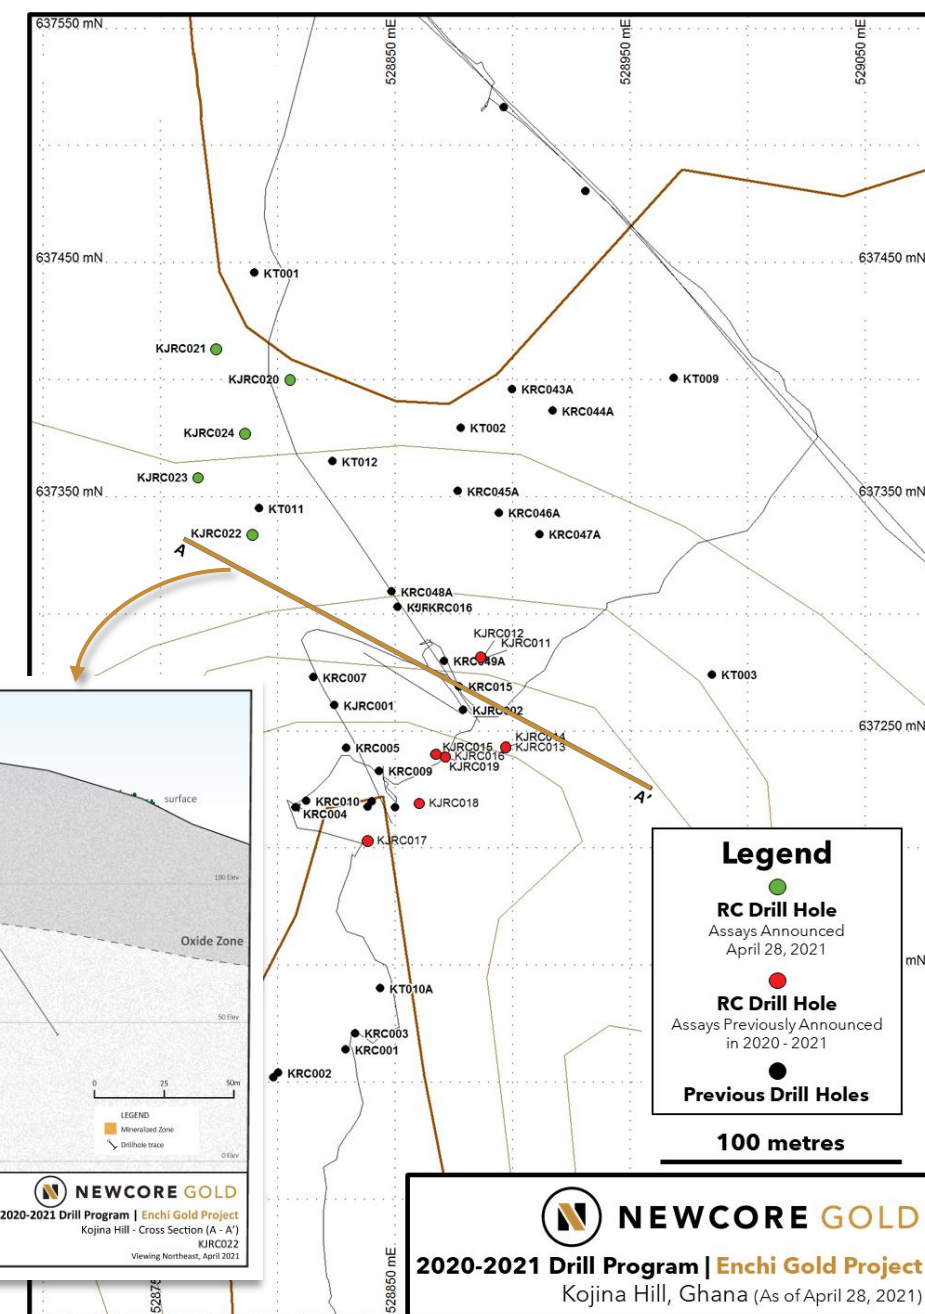 637550 mN
528850 mE
528950 mE
529050 mE
637450 mN
637450 mN
KT001
KJRC021
KJRC020
KT009
KRC043A
KRC044A
KT002
KJRC024
KT012
KJRC023
KRC045A
637350 mN
637350 mN
KT011
KRC046A
KJRC022
KRC047A
A
KRC048A
KRC016
KJRC012
KJRC011
KRC049A
KRC007
KRC015
KT003
KJRC001
KJRC002
637250 mN
KJRC014
KJRC013
KRC005
KJRC015
KJRC016
KJRC019
KRC009
A'
KRC010
KJRC018
KRC004
KJRC017
surface
100 Elev
Oxide Zone
50 Elev
0 25 50m
LEGEND
Mineralized Zone
Drillhole trace
0 Elev
NEWCORE GOLD
2020-2021 Drill Program | Enchi Gold Project
Kojina Hill - Cross Section (A - A')
KJRC022
Viewing Northeast, April 2021
KT010A
KRC003
KRC001
KRC002
Legend
RC Drill Hole
Assays Announced
April 28, 2021
mN
RC Drill Hole
Assays Previously Announced
in 2020 - 2021
Previous Drill Holes
100 metres
528850 mE
NEWCORE GOLD
2020-2021 Drill Program | Enchi Gold Project
Kojina Hill, Ghana (As of April 28, 2021)